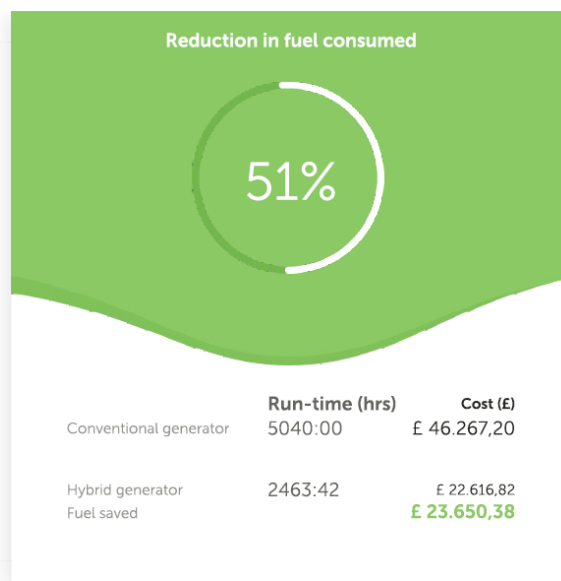 Reduction in fuel consumed
51%
Run-time (hrs) Cost (£)
Conventional generator 5040:00 £ 46.267,20
Hybrid generator 2463:42 £ 22.616,82
Fuel saved £ 23.650,38